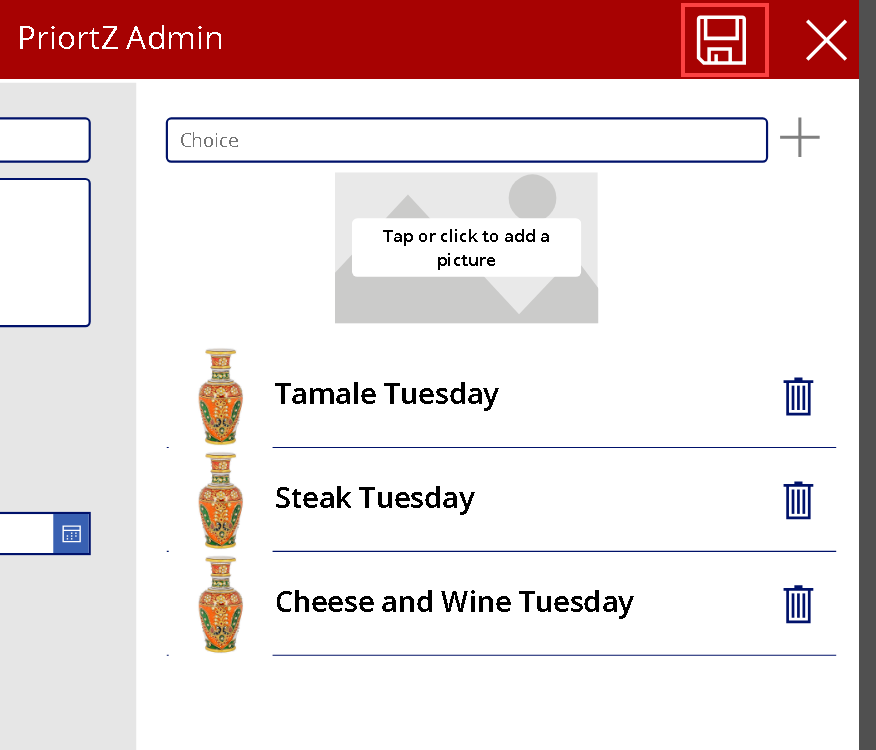 PriortZ Admin
Choice
Tap or click to add a
picture
Tamale Tuesday
Steak Tuesday
Cheese and Wine Tuesday